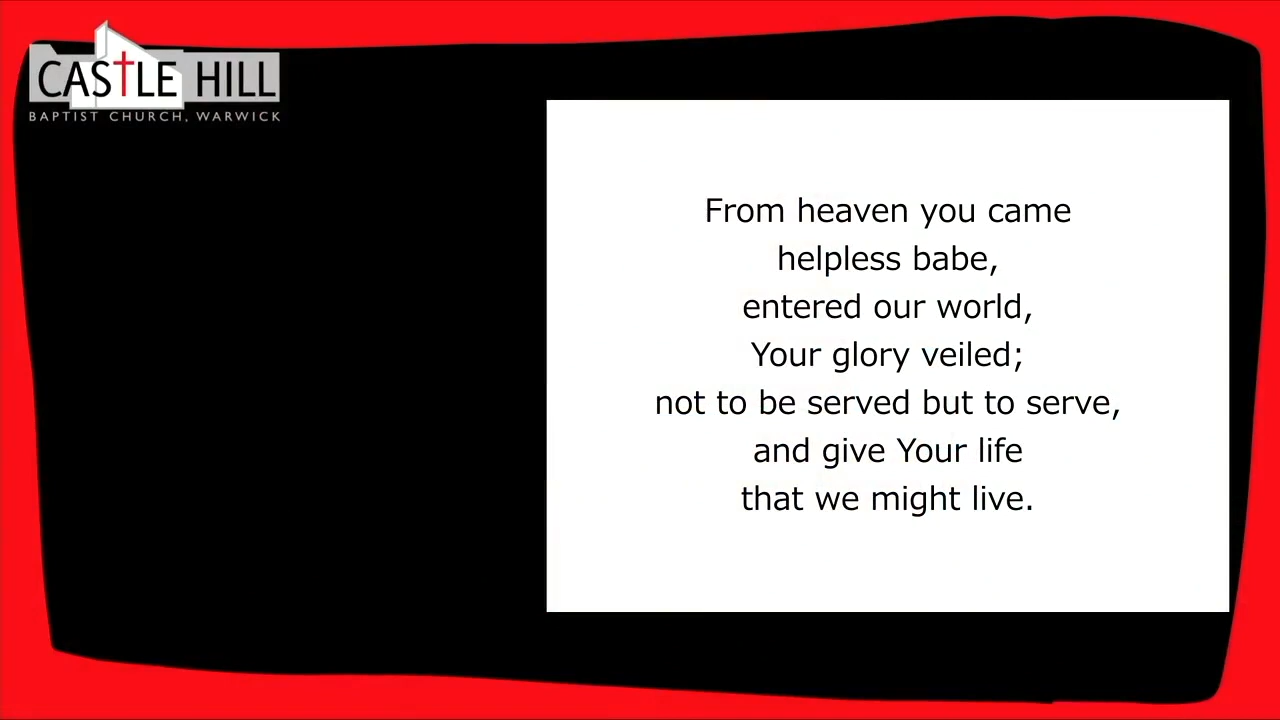 CASTLE HILL
BAPTIST CHURCH, WARWICK
From heaven you came
helpless babe,
entered our world,
Your glory veiled;
not to be served but to serve,
and give Your life
that we might live.